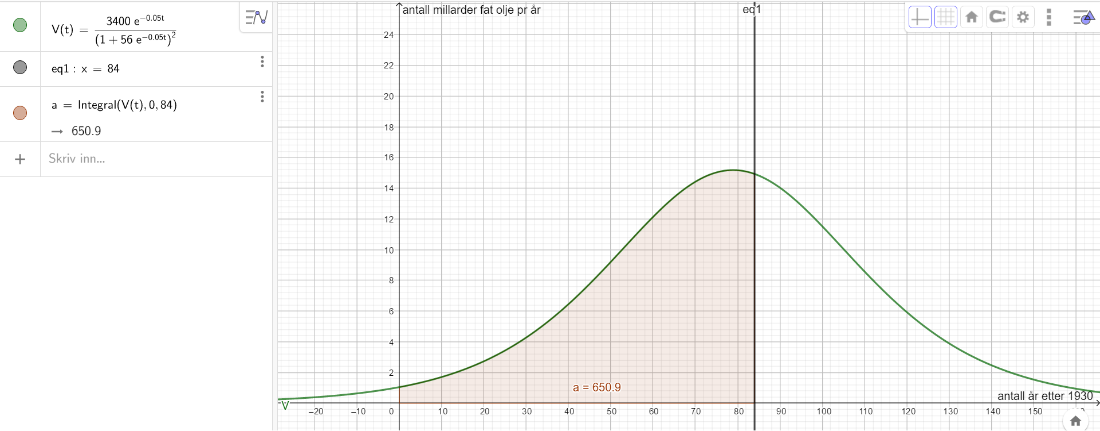 V(t) = 3400 e^(-0.05t) / (1 + 56 e^(-0.05t))^2
eq1 : x = 84
a = Integral(V(t), 0, 84)
→ 650.9
+ Skriv inn...
antall millarder fat olje pr år
eq1
24
22
20
18
16
14
12
10
8
6
4
2
a = 650.9
antall år etter 1930
V
−20 −10 0 10 20 30 40 50 60 70 80 90 100 110 120 130 140 150